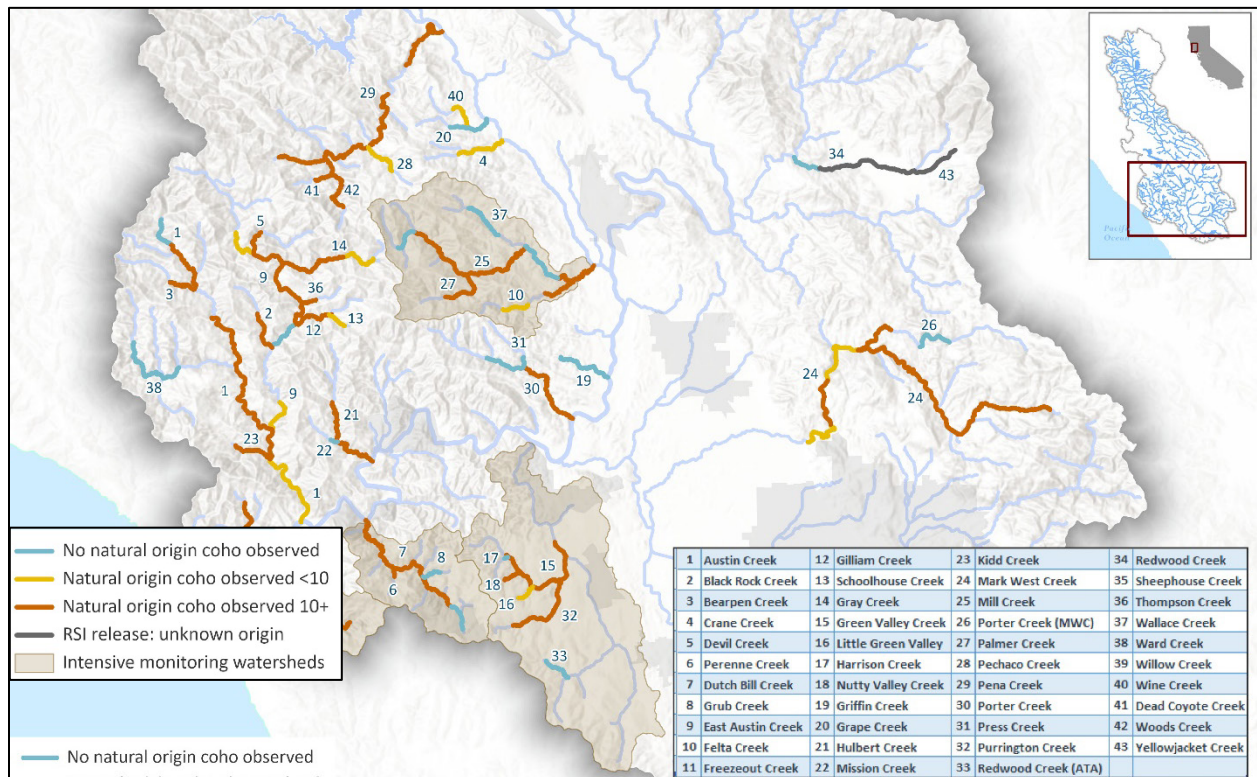 29
40
20
4
28
41
42
34
43
37
5
1
14
25
9
27
3
36
10
2
12
13
26
31
38
30
19
24
24
1
9
21
23
22
1
7
8
17
15
6
18
16
32
33
Pacific
Ocean
No natural origin coho observed
Natural origin coho observed <10
Natural origin coho observed 10+
RSI release: unknown origin
Intensive monitoring watersheds
No natural origin coho observed
1 Austin Creek 12 Gilliam Creek 23 Kidd Creek 34 Redwood Creek
2 Black Rock Creek 13 Schoolhouse Creek 24 Mark West Creek 35 Sheephouse Creek
3 Bearpen Creek 14 Gray Creek 25 Mill Creek 36 Thompson Creek
4 Crane Creek 15 Green Valley Creek 26 Porter Creek (MWC) 37 Wallace Creek
5 Devil Creek 16 Little Green Valley 27 Palmer Creek 38 Ward Creek
6 Perenne Creek 17 Harrison Creek 28 Pechaco Creek 39 Willow Creek
7 Dutch Bill Creek 18 Nutty Valley Creek 29 Pena Creek 40 Wine Creek
8 Grub Creek 19 Griffin Creek 30 Porter Creek 41 Dead Coyote Creek
9 East Austin Creek 20 Grape Creek 31 Press Creek 42 Woods Creek
10 Felta Creek 21 Hulbert Creek 32 Purrington Creek 43 Yellowjacket Creek
11 Freezeout Creek 22 Mission Creek 33 Redwood Creek (ATA)